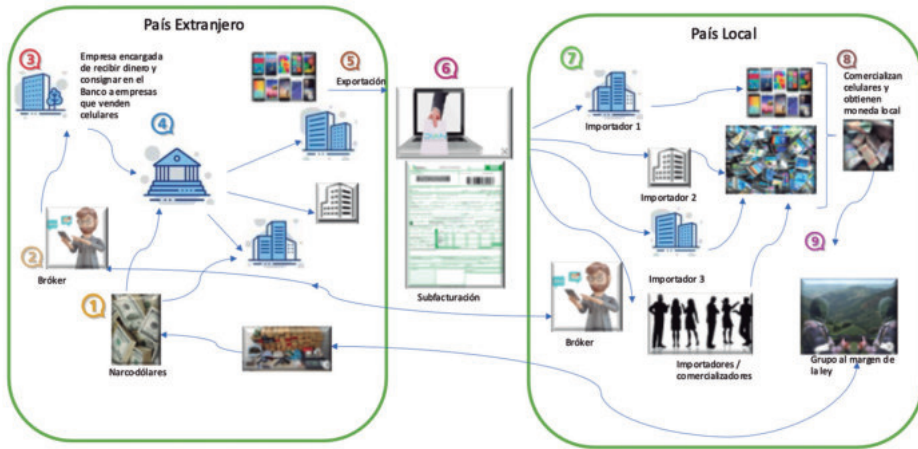 País Extranjero
3
Empresa encargada
de recibir dinero y
consignar en el
Banco a empresas
que venden
celulares
4
5
Exportación
2
Bróker
1
Narcodólares
6
Subfacturación
País Local
7
Importador 1
Importador 2
Importador 3
Bróker
Importadores /
comercializadores
8
Comercializan
celulares y
obtienen
moneda local
9
Grupo al margen de
la ley